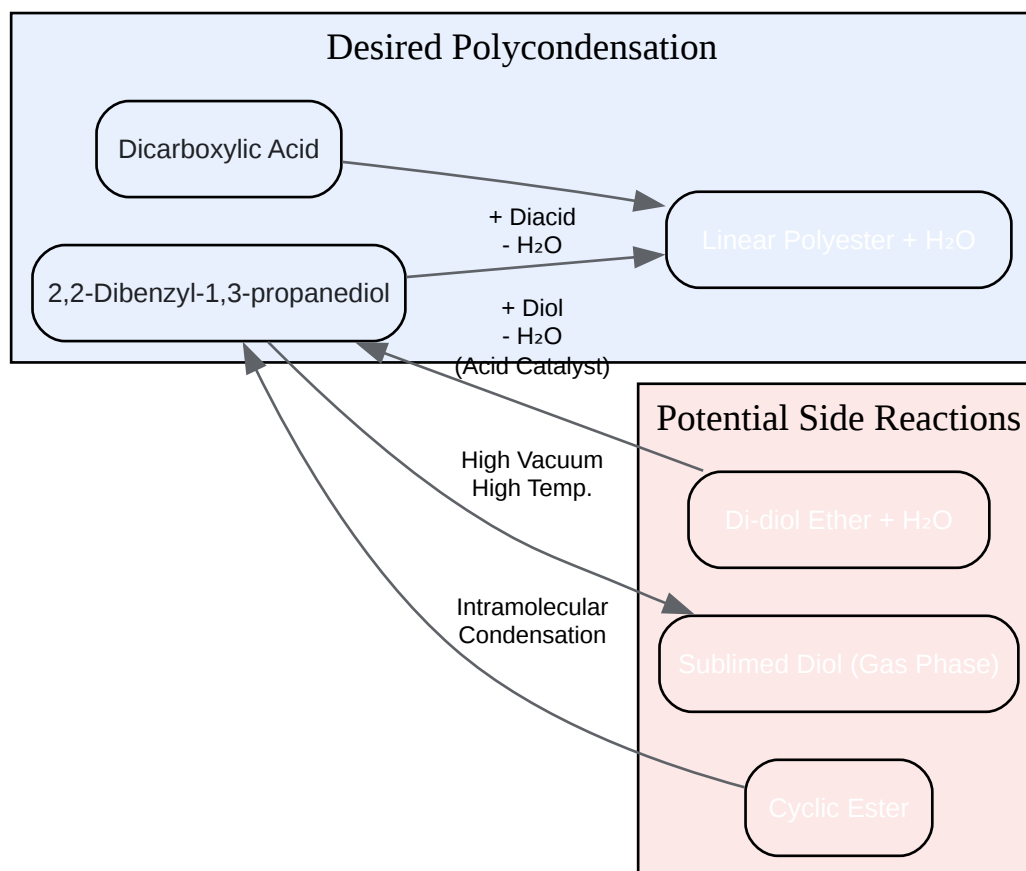 Desired Polycondensation
Dicarboxylic Acid
+ Diacid
- H₂O
Linear Polyester + H₂O
2,2-Dibenzyl-1,3-propanediol
+ Diol
- H₂O
(Acid Catalyst)
Potential Side Reactions
High Vacuum
High Temp.
Di-diol Ether + H₂O
Intramolecular
Condensation
Sublimed Diol (Gas Phase)
Cyclic Ester